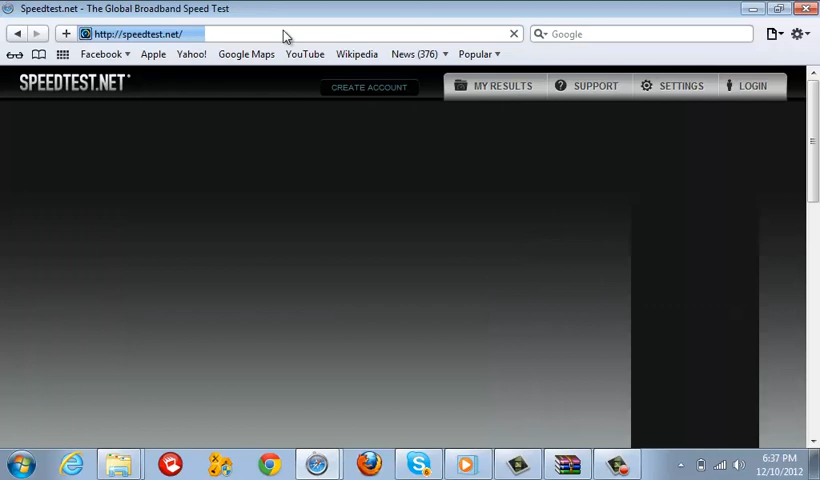 Speedtest.net - The Global Broadband Speed Test
http://speedtest.net/
Google
Facebook Apple Yahoo! Google Maps YouTube Wikipedia News (376) Popular
SPEEDTEST.NET
CREATE ACCOUNT
MY RESULTS SUPPORT SETTINGS LOGIN
6
6:37 PM
12/10/2012